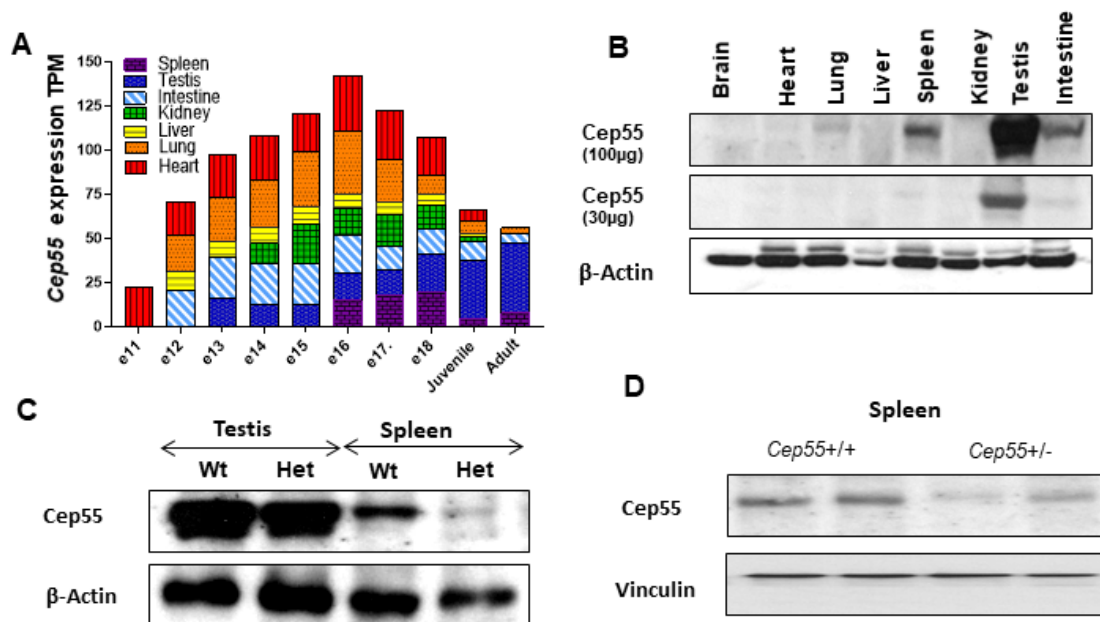 A
Cep55 expression TPM
150
125
100
75
50
25
0
Spleen
Testis
Intestine
Kidney
Liver
Lung
Heart
e11
e12
e13
e14
e15
e16
e17.
e18
Juvenile
Adult
B
Brain
Heart
Lung
Liver
Spleen
Kidney
Testis
Intestine
Cep55
(100µg)
Cep55
(30µg)
β-Actin
C
Testis Spleen
Wt Het Wt Het
Cep55
β-Actin
D
Spleen
Cep55+/+ Cep55+/-
Cep55
Vinculin